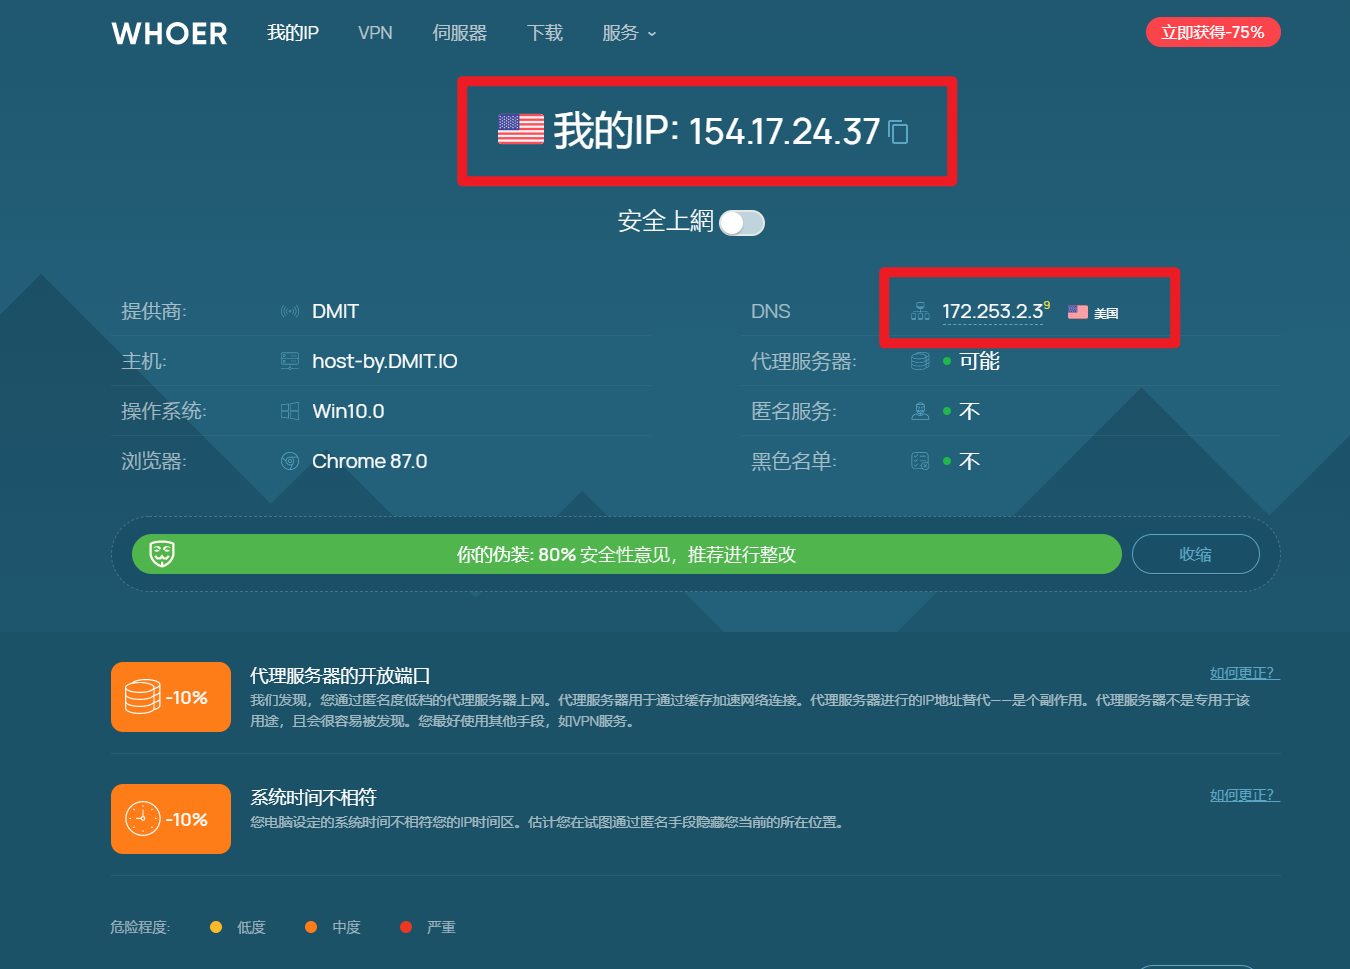 WHOER
我的IP
VPN
伺服器
下载
服务
立即获得-75%
我的IP: 154.17.24.37
安全上網
提供商:
DMIT
DNS
172.253.2.3 9
美国
主机:
host-by.DMIT.IO
代理服务器:
可能
操作系统:
Win10.0
匿名服务:
不
浏览器:
Chrome 87.0
黑色名单:
不
你的伪装: 80% 安全性意见，推荐进行整改
收缩
-10%
代理服务器的开放端口
如何更正?
我们发现，您通过匿名度低档的代理服务器上网。代理服务器用于通过缓存加速网络连接。代理服务器进行的IP地址替代——是个副作用。代理服务器不是专用于该
用途，且会很容易被发现。您最好使用其他手段，如VPN服务。
-10%
系统时间不相符
如何更正?
您电脑设定的系统时间不相符您的IP时间区。估计您在试图通过匿名手段隐藏您当前的所在位置。
危险程度:
低度
中度
严重